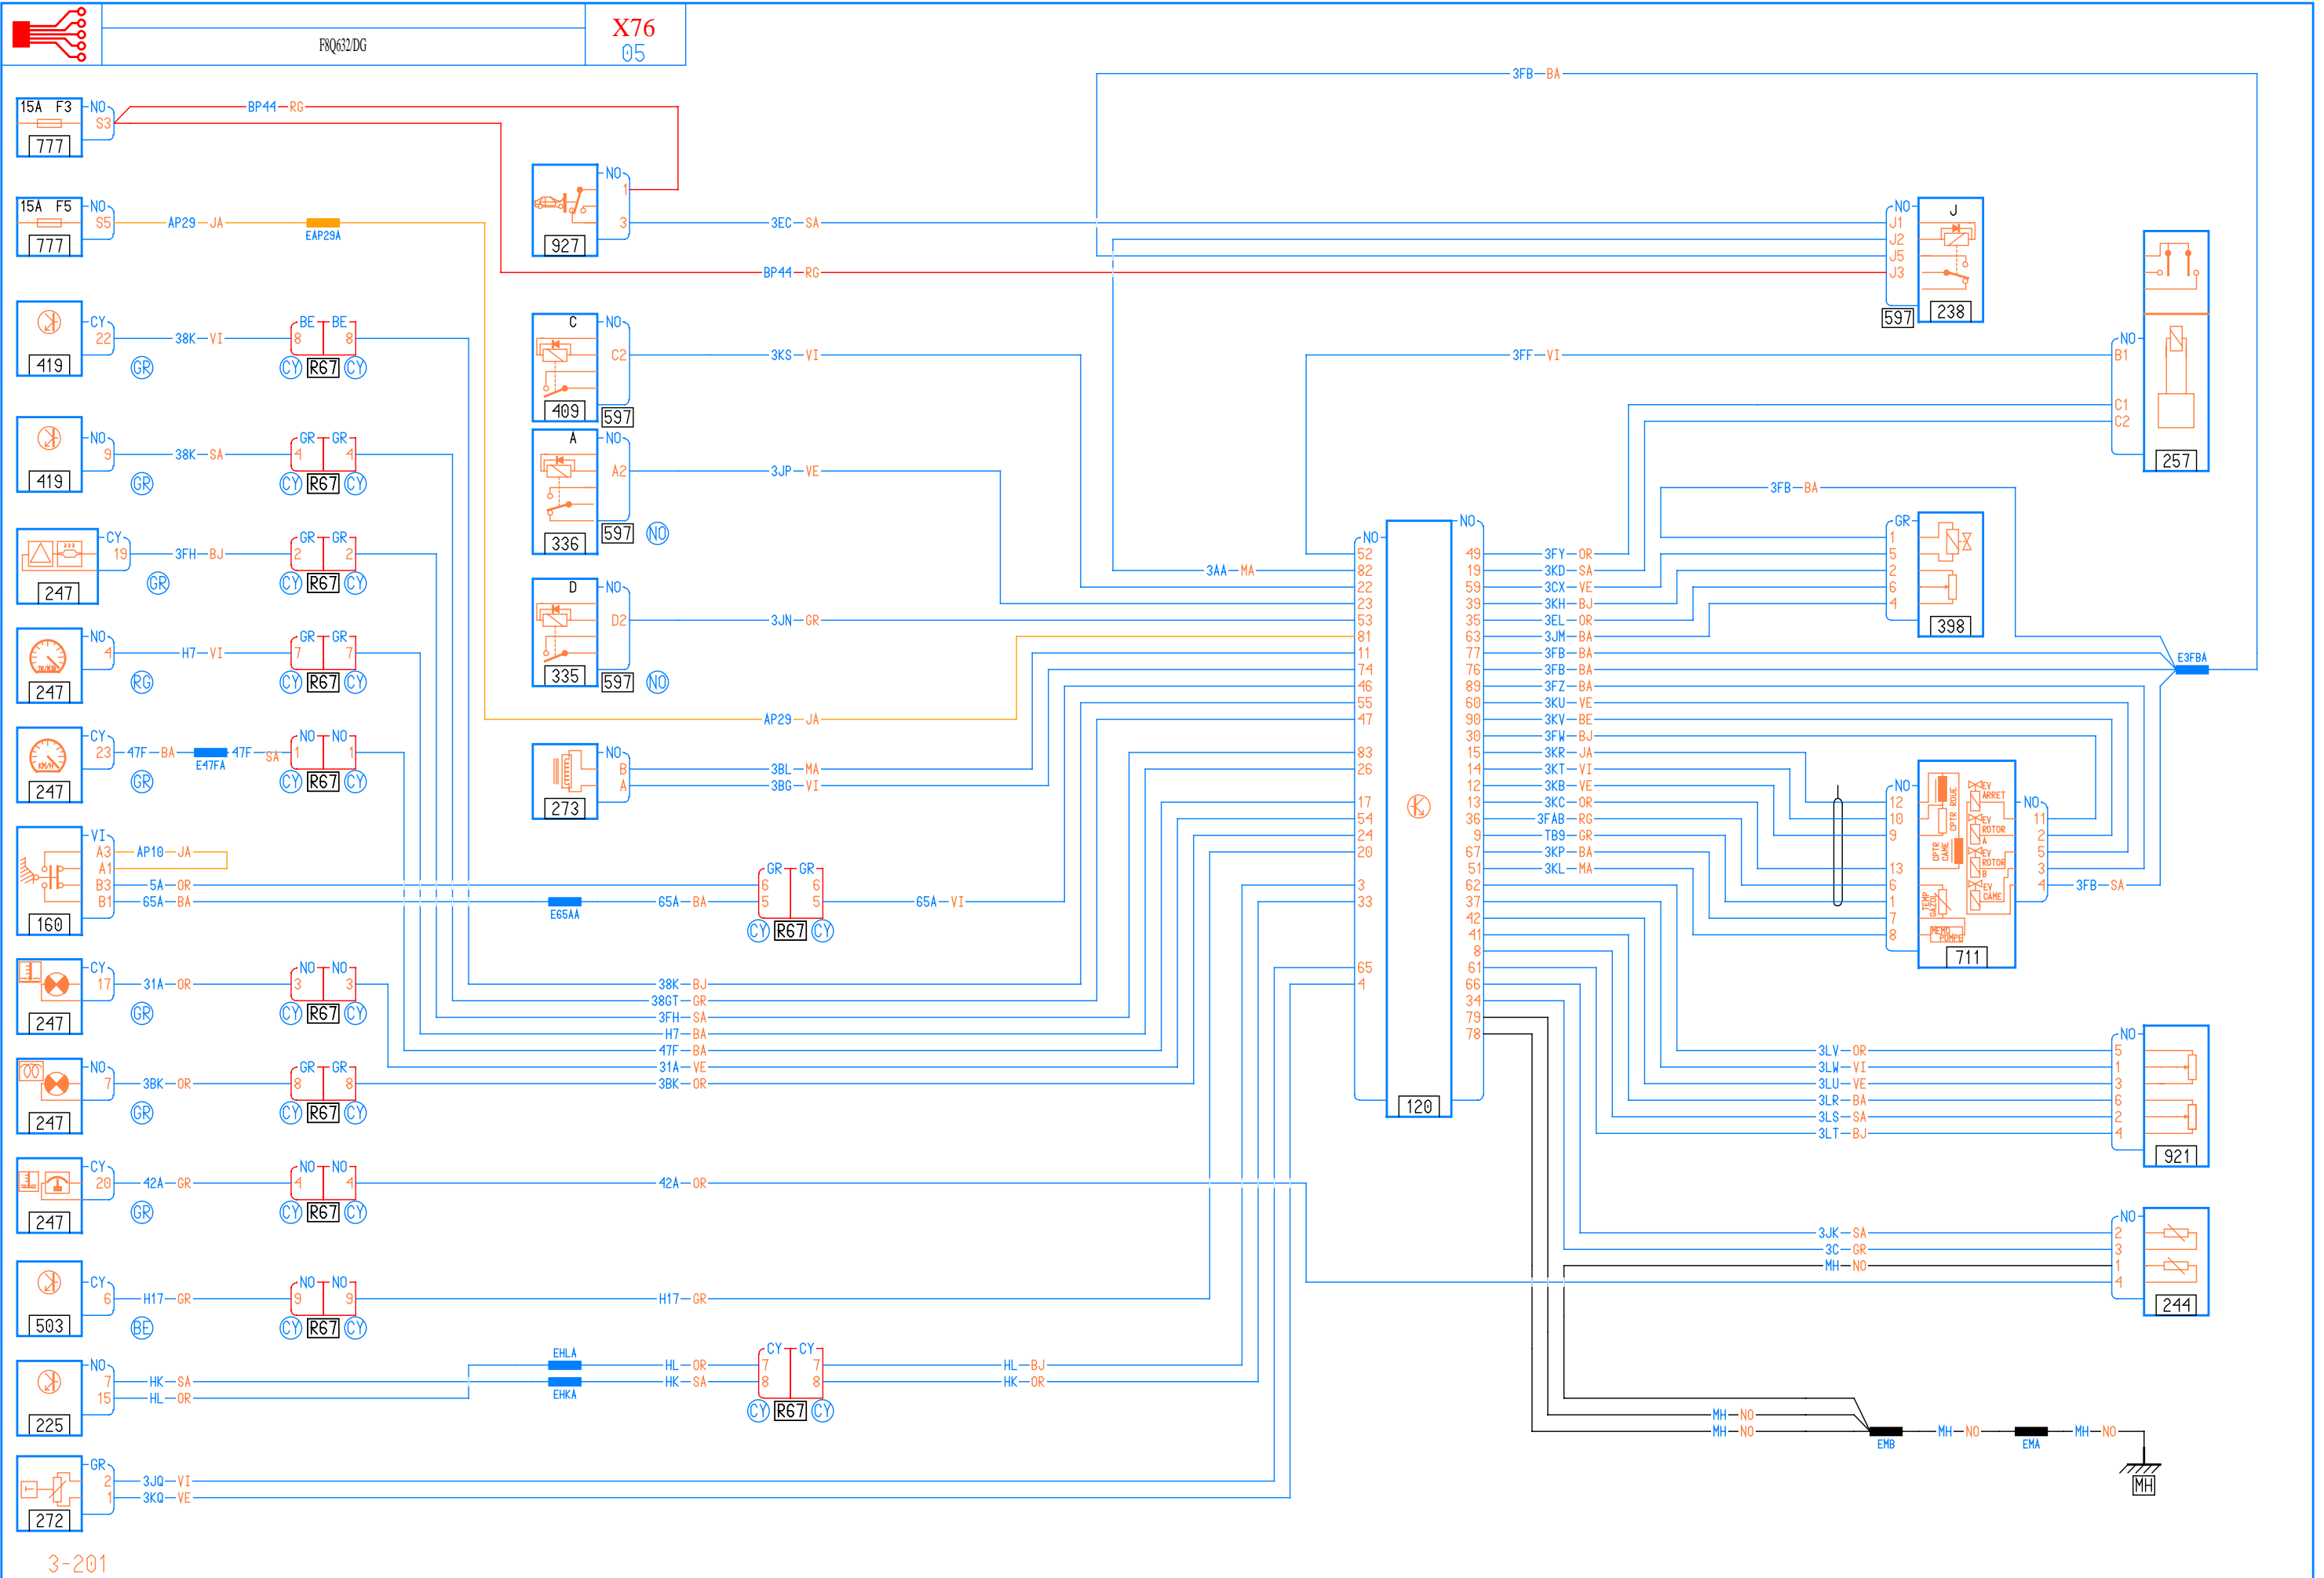 F8Q632/DG
X76
05
15A F3
NO
S3
777
BP44 RG
15A F5
NO
S5
777
AP29 JA
EAP29A
CY
22
419
38K VI
GR
BE BE
8 8
CY R67 CY
NO
9
419
38K SA
GR
GR GR
4 4
CY R67 CY
CY
19
247
3FH BJ
GR
GR GR
2 2
CY R67 CY
NO
4
TR/MIN
247
H7 VI
RG
GR GR
7 7
CY R67 CY
CY
23
KM/H
247
47F BA
E47FA
47F SA
GR
NO NO
1 1
CY R67 CY
VI
A3
A1
B3
B1
160
AP10 JA
5A OR
65A BA
E65AA
65A BA
GR GR
6 6
5 5
CY R67 CY
65A VI
CY
17
247
31A OR
GR
NO NO
3 3
CY R67 CY
NO
7
247
3BK OR
GR
GR GR
8 8
CY R67 CY
CY
20
247
42A GR
GR
NO NO
4 4
CY R67 CY
42A OR
CY
6
503
H17 GR
BE
NO NO
9 9
CY R67 CY
H17 GR
NO
7
15
225
HK SA
HL OR
EHLA
EHKA
HL OR
HK SA
CY CY
7 7
8 8
CY R67 CY
HL BJ
HK OR
GR
2
1
T
272
3JQ VI
3KQ VE
38K BJ
38GT GR
3FH SA
H7 BA
47F BA
31A VE
3BK OR
NO
1
3
927
3EC SA
BP44 RG
C
NO
C2
409
597
3KS VI
A
NO
A2
336
597
NO
3JP VE
D
NO
D2
335
597
NO
3JN GR
AP29 JA
NO
B
A
273
3BL MA
3BG VI
3AA MA
NO
52
82
22
23
53
81
11
74
46
55
47
83
26
17
54
24
20
3
33
65
4
120
NO
49 3FY OR
19 3KD SA
59 3CX VE
39 3KH BJ
35 3EL OR
63 3JM BA
77 3FB BA
76 3FB BA
89 3FZ BA
60 3KU VE
90 3KV BE
30 3FW BJ
15 3KR JA
14 3KT VI
12 3KB VE
13 3KC OR
36 3FAB RG
9 TB9 GR
67 3KP BA
51 3KL MA
62
37
42
41
8
61
66
34
79
78
3FB BA
NO
J
J1
J2
J5
J3
597
238
3FF VI
NO
B1
C1
C2
257
3FB BA
GR
1
5
2
6
4
398
E3FBA
NO
12
10
9
13
6
1
7
8
CPTR ROUE
CPTR CAME
TEMP GAZOL
MEMO POMPE
EV ARRET
EV ROTOR A
EV ROTOR B
EV CAME
711
NO
11
2
5
3
4
3FB SA
3LV OR
3LW VI
3LU VE
3LR BA
3LS SA
3LT BJ
NO
5
1
3
6
2
4
921
3JK SA
3C GR
MH NO
NO
2
3
1
4
244
MH NO
MH NO
EMB
MH NO
EMA
MH NO
MH
3-201